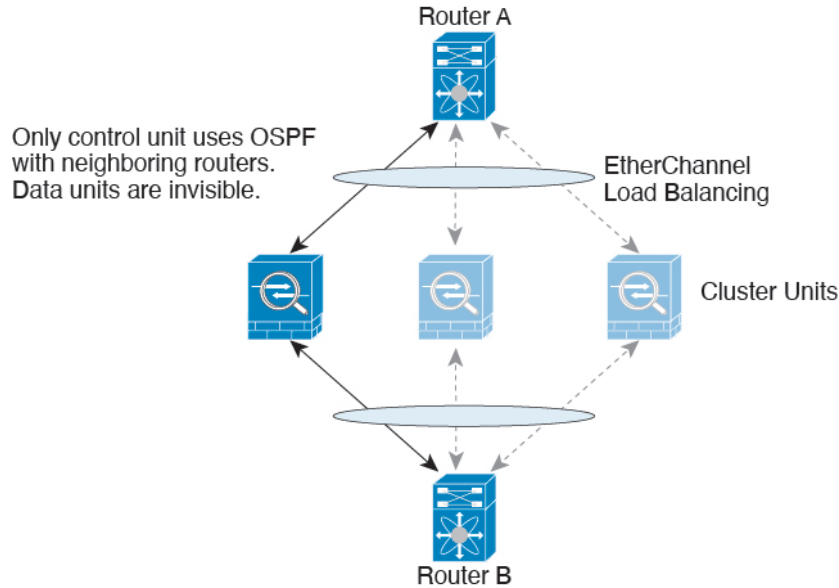 Router A
Only control unit uses OSPF
with neighboring routers.
Data units are invisible.
EtherChannel
Load Balancing
Cluster Units
Router B